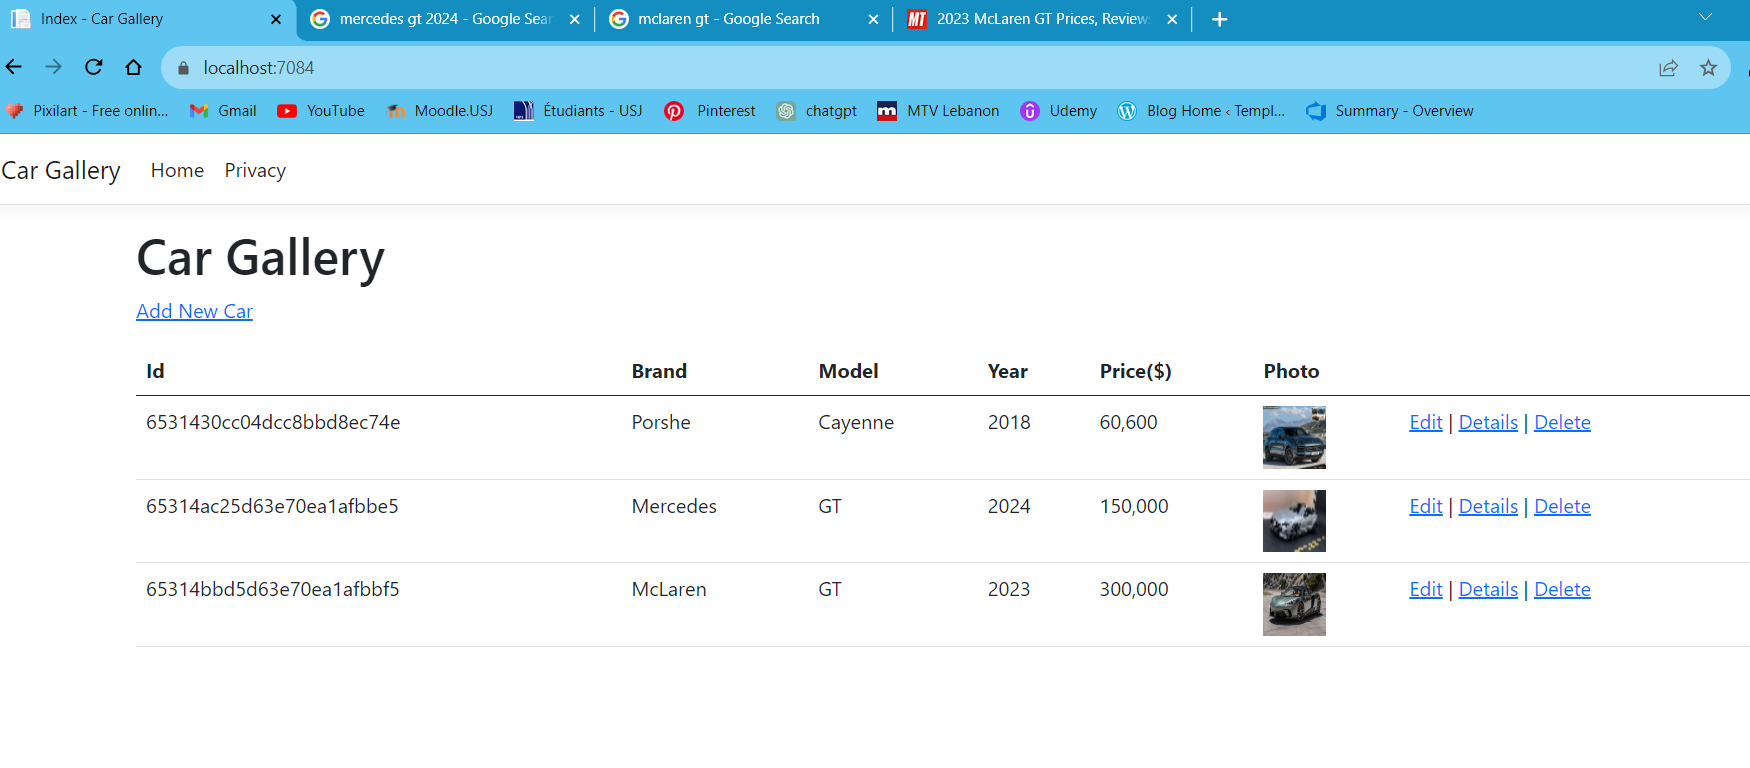 Index - Car Gallery
mercedes gt 2024 - Google Sear
mclaren gt - Google Search
MT 2023 McLaren GT Prices, Reviews
localhost:7084
Pixilart - Free onlin... Gmail YouTube Moodle.USJ Étudiants - USJ Pinterest chatgpt m MTV Lebanon Udemy Blog Home ‹ Templ... Summary - Overview
Car Gallery Home Privacy
Car Gallery
Add New Car
Id Brand Model Year Price($) Photo
6531430cc04dcc8bbd8ec74e Porshe Cayenne 2018 60,600 Edit | Details | Delete
65314ac25d63e70ea1afbbe5 Mercedes GT 2024 150,000 Edit | Details | Delete
65314bbd5d63e70ea1afbbf5 McLaren GT 2023 300,000 Edit | Details | Delete